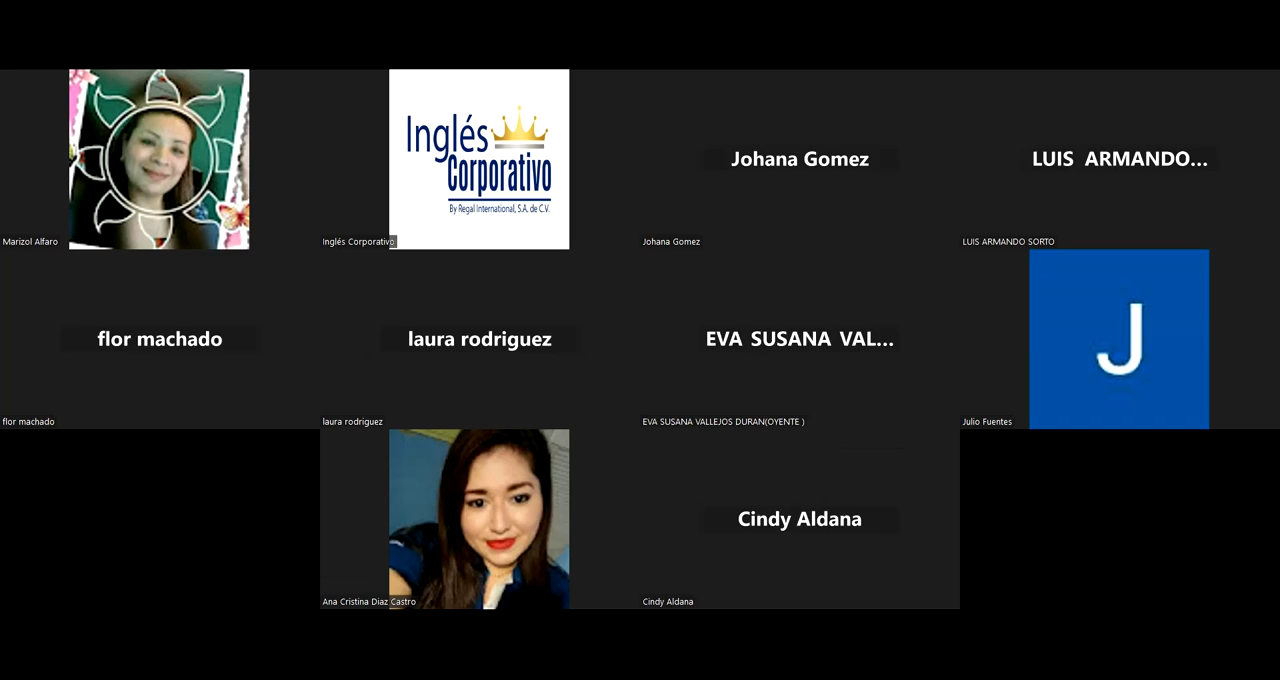 Inglés
Corporativo
By Regal International, S.A. de C.V.
Johana Gomez
LUIS ARMANDO...
Marizol Alfaro
Inglés Corporativo
Johana Gomez
LUIS ARMANDO SORTO
flor machado
laura rodriguez
EVA SUSANA VAL...
J
flor machado
laura rodriguez
EVA SUSANA VALLEJOS DURAN(OYENTE )
Julio Fuentes
Cindy Aldana
Ana Cristina Diaz Castro
Cindy Aldana